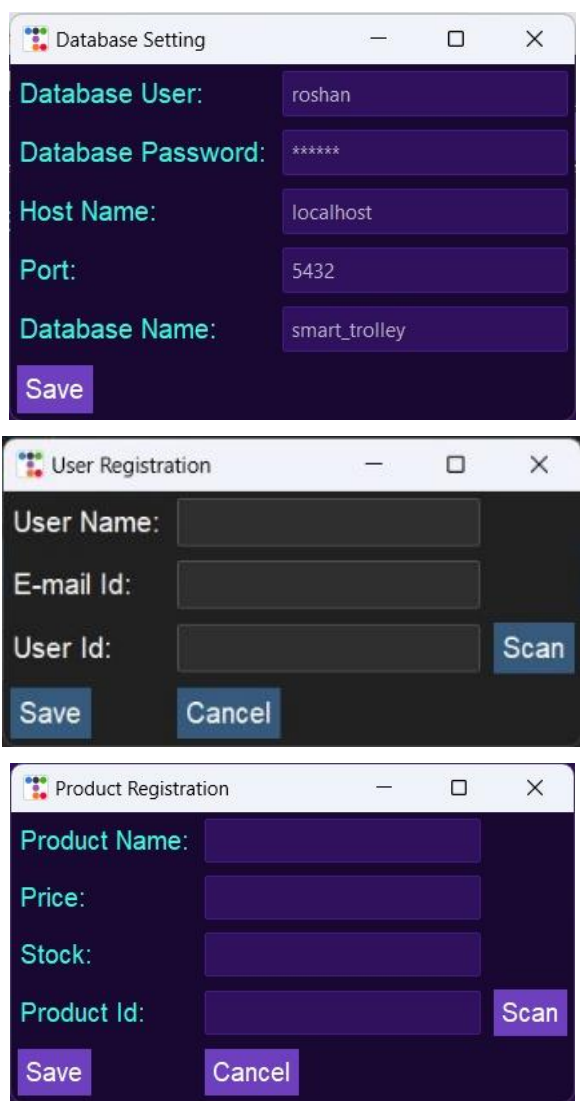 Database Setting
Database User: roshan
Database Password: ******
Host Name: localhost
Port: 5432
Database Name: smart_trolley
Save
User Registration
User Name:
E-mail Id:
User Id: Scan
Save Cancel
Product Registration
Product Name:
Price:
Stock:
Product Id: Scan
Save Cancel